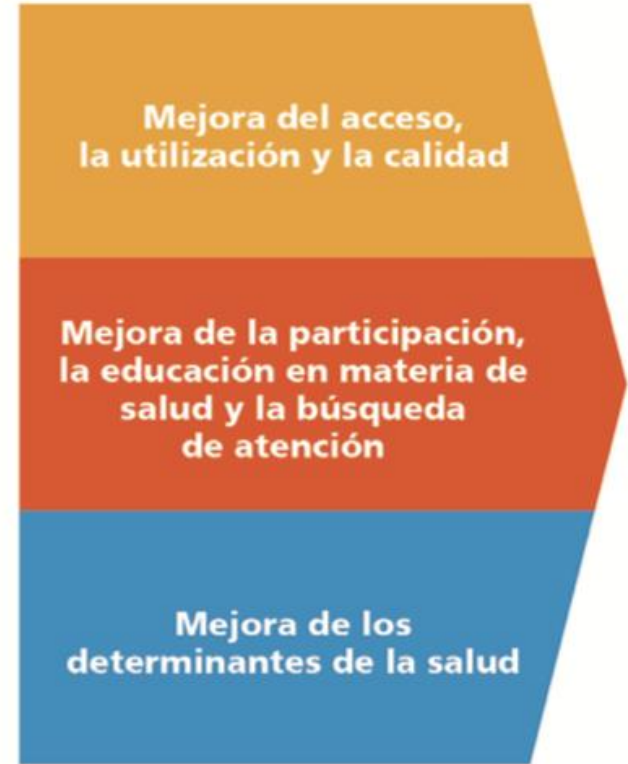 Mejora del acceso,
la utilización y la calidad
Mejora de la participación,
la educación en materia de
salud y la búsqueda
de atención
Mejora de los
determinantes de la salud